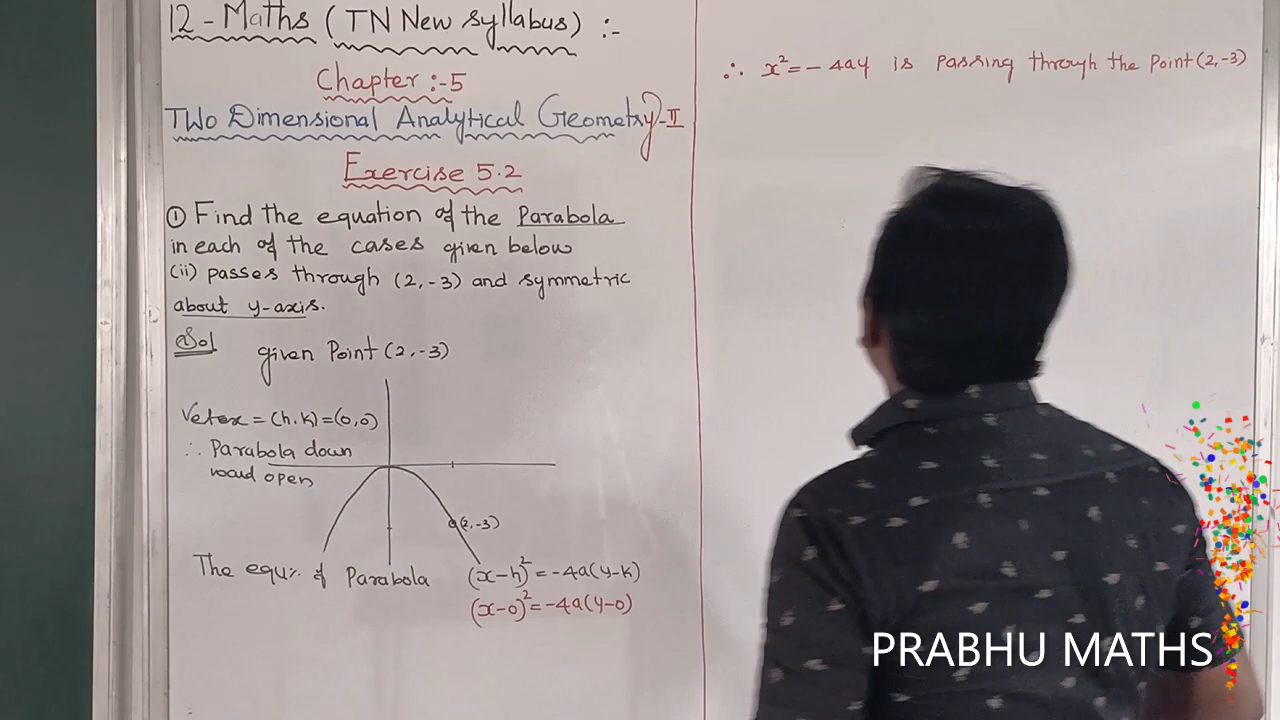 12 - Maths ( TN New syllabus) :-
Chapter :-5
Two Dimensional Analytical Geometry-II
Exercise 5.2
① Find the equation of the Parabola
in each of the cases given below
(ii) passes through (2,-3) and symmetric
about y-axis.
Sol
given Point (2,-3)
Vetex = (h,k)=(0,0)
∴ Parabola down
ward open
(2,-3)
The equ/. of Parabola (x-h)²=-4a(y-k)
(x-0)²=-4a(y-0)
∴ x²=-4ay is passing through the Point (2,-3)
PRABHU MATHS